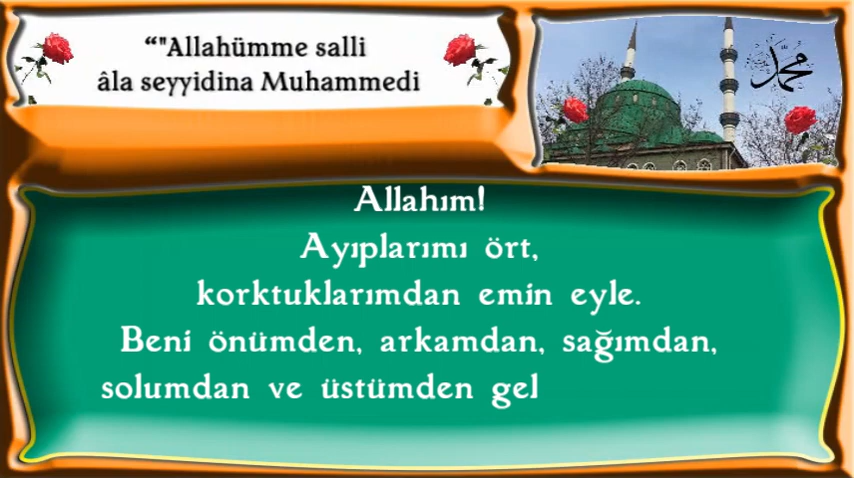 “"Allahümme salli
âla seyyidina Muhammedi
محمد
Allahım!
Ayıplarımı ört,
korktuklarımdan emin eyle.
Beni önümden, arkamdan, sağımdan,
solumdan ve üstümden gel